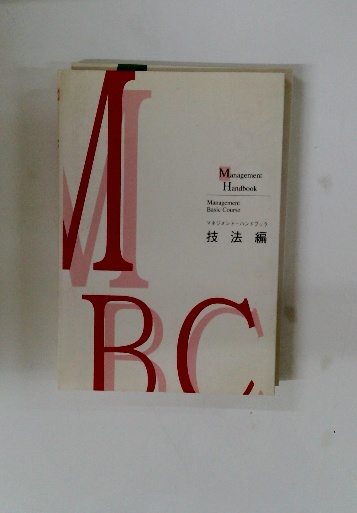 M
BC
Management
Handbook
Management
Basic Course
マネジメント・ハンドブック
技法編